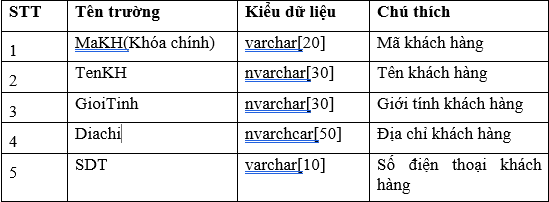 STT Tên trường Kiểu dữ liệu Chú thích
1 MaKH(Khóa chính) varchar[20] Mã khách hàng
2 TenKH nvarchar[30] Tên khách hàng
3 GioiTinh nvarchar[30] Giới tính khách hàng
4 Diachi nvarchcar[50] Địa chỉ khách hàng
5 SDT varchar[10] Số điện thoại khách
hàng